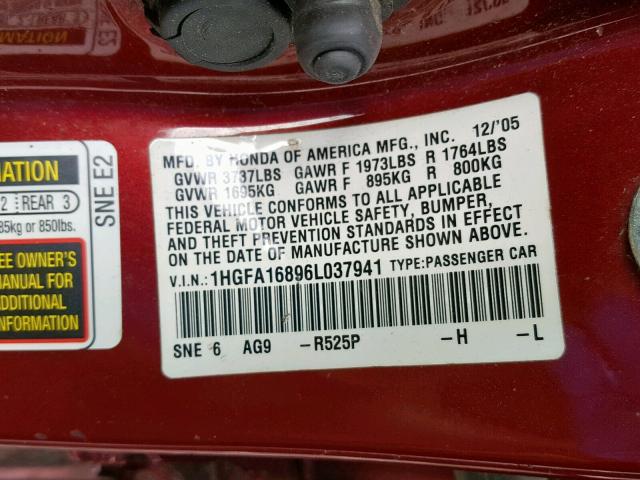 MFD. BY HONDA OF AMERICA MFG., INC. 12/'05
GVWR 3737LBS GAWR F 1973LBS R 1764LBS
GVWR 1695KG GAWR F 895KG R 800KG
THIS VEHICLE CONFORMS TO ALL APPLICABLE
FEDERAL MOTOR VEHICLE SAFETY, BUMPER,
AND THEFT PREVENTION STANDARDS IN EFFECT
ON THE DATE OF MANUFACTURE SHOWN ABOVE.
V.I.N.: 1HGFA16896L037941 TYPE:PASSENGER CAR
SNE 6 AG9 -R525P -H -L
MATION
2 REAR 3
85kg or 850lbs.
EE OWNER'S
MANUAL FOR
ADDITIONAL
INFORMATION
SNE E2